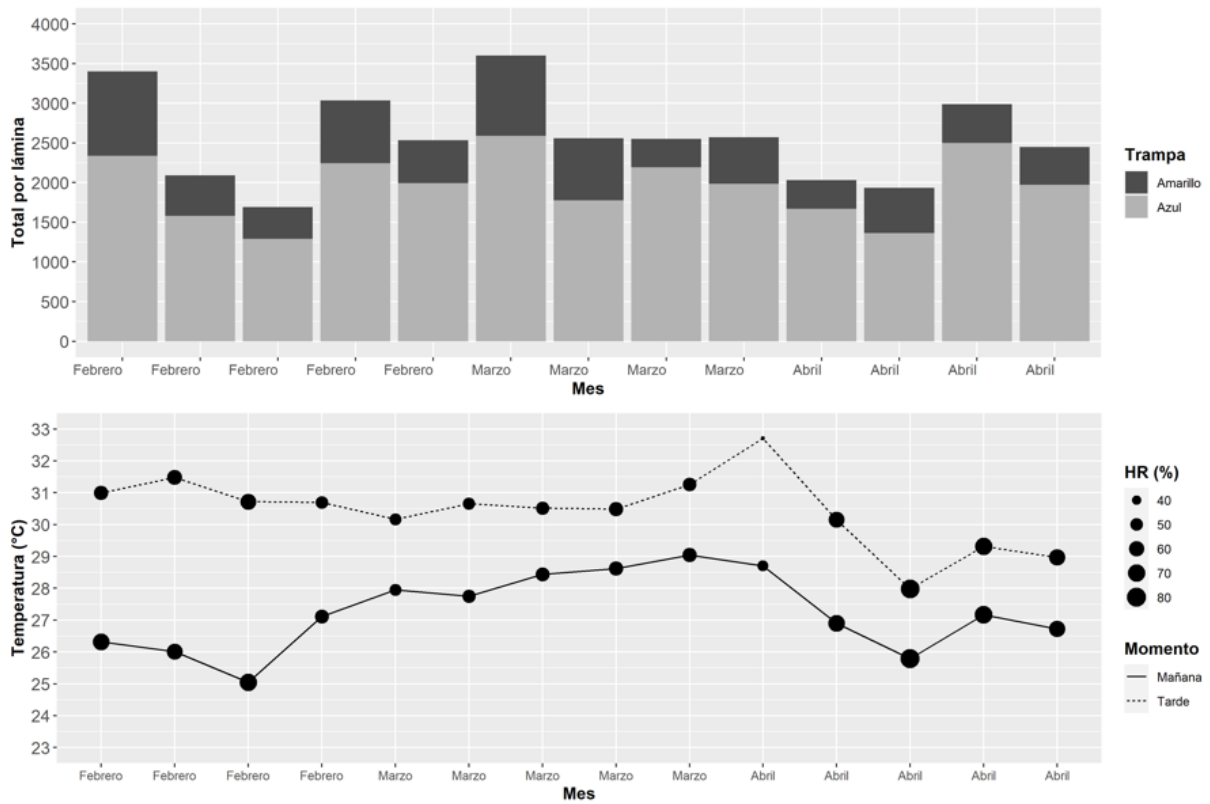 4000
3500
3000
2500
2000
1500
1000
500
0
Total por lámina
Febrero Febrero Febrero Febrero Febrero Marzo Marzo Marzo Marzo Abril Abril Abril Abril
Mes
Trampa
Amarillo
Azul
33
32
31
30
29
28
27
26
25
24
23
Temperatura (°C)
Febrero Febrero Febrero Febrero Marzo Marzo Marzo Marzo Marzo Abril Abril Abril Abril Abril
Mes
HR (%)
40
50
60
70
80
Momento
Mañana
Tarde